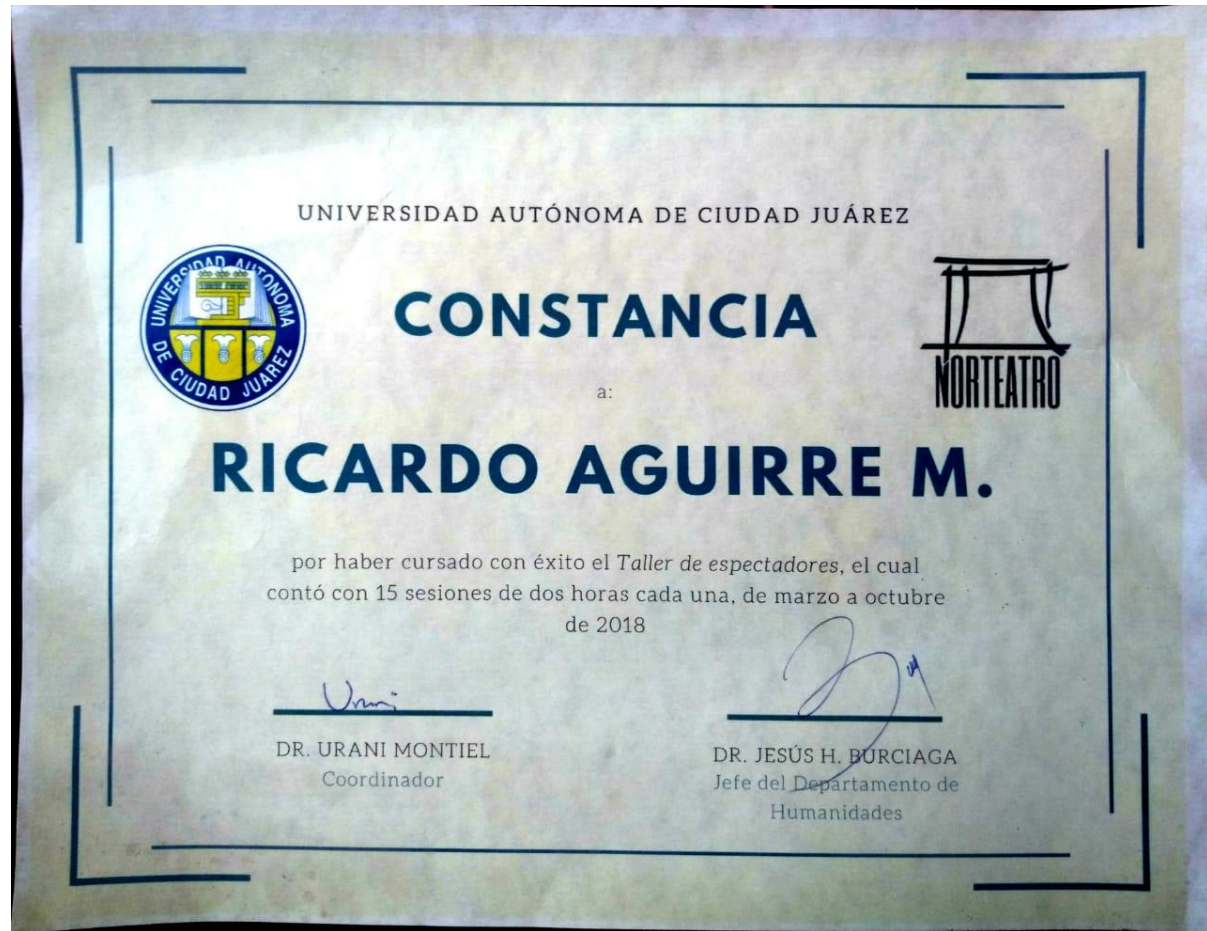 UNIVERSIDAD AUTÓNOMA DE CIUDAD JUÁREZ
UNIVERSIDAD AUTONOMA
DE CIUDAD JUAREZ
CONSTANCIA
NORTEATRO
a:
RICARDO AGUIRRE M.
por haber cursado con éxito el Taller de espectadores, el cual
contó con 15 sesiones de dos horas cada una, de marzo a octubre
de 2018
Urani
DR. URANI MONTIEL
Coordinador
DR. JESÚS H. BURCIAGA
Jefe del Departamento de
Humanidades